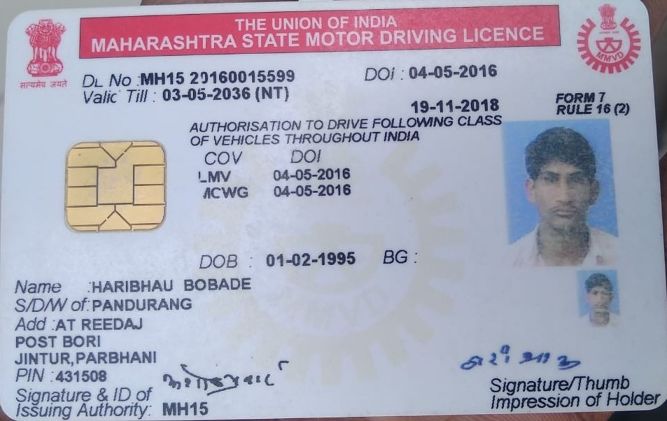 THE UNION OF INDIA
MAHARASHTRA STATE MOTOR DRIVING LICENCE
सत्यमेव जयते
MMVD
DL No :MH15 20160015599 DOI : 04-05-2016
Valid Till : 03-05-2036 (NT)
19-11-2018
FORM 7
RULE 16 (2)
AUTHORISATION TO DRIVE FOLLOWING CLASS
OF VEHICLES THROUGHOUT INDIA
COV DOI
LMV 04-05-2016
MCWG 04-05-2016
DOB : 01-02-1995 BG :
Name :HARIBHAU BOBADE
S/D/W of:PANDURANG
Add :AT REEDAJ
POST BORI
JINTUR,PARBHANI
PIN :431508
Signature & ID of
Issuing Authority: MH15
Signature/Thumb
Impression of Holder